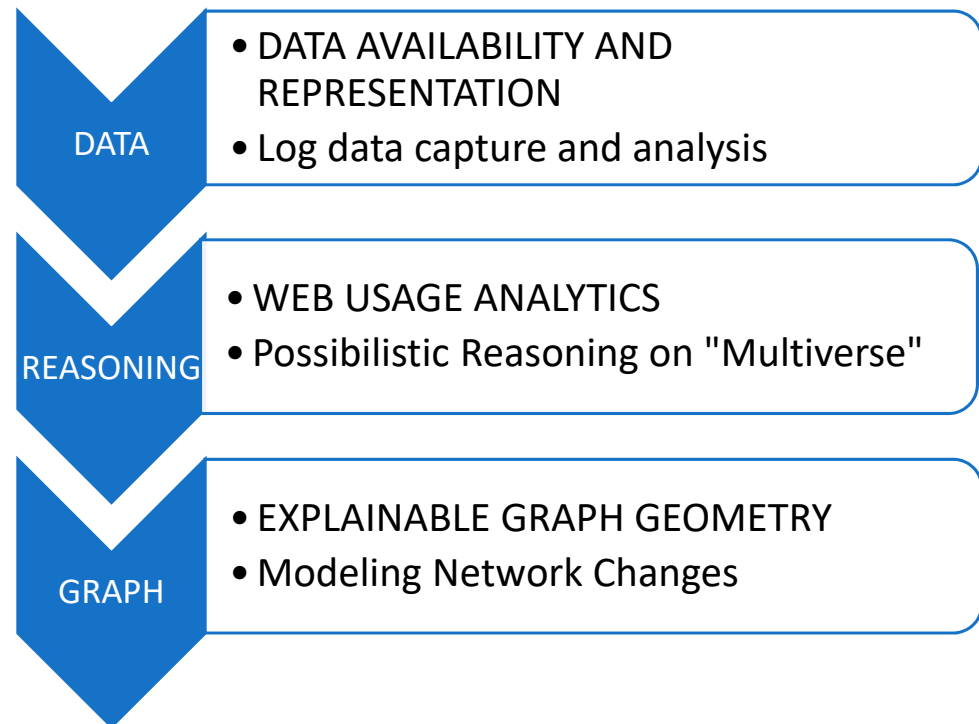 DATA
• DATA AVAILABILITY AND
REPRESENTATION
• Log data capture and analysis
REASONING
• WEB USAGE ANALYTICS
• Possibilistic Reasoning on "Multiverse"
GRAPH
• EXPLAINABLE GRAPH GEOMETRY
• Modeling Network Changes